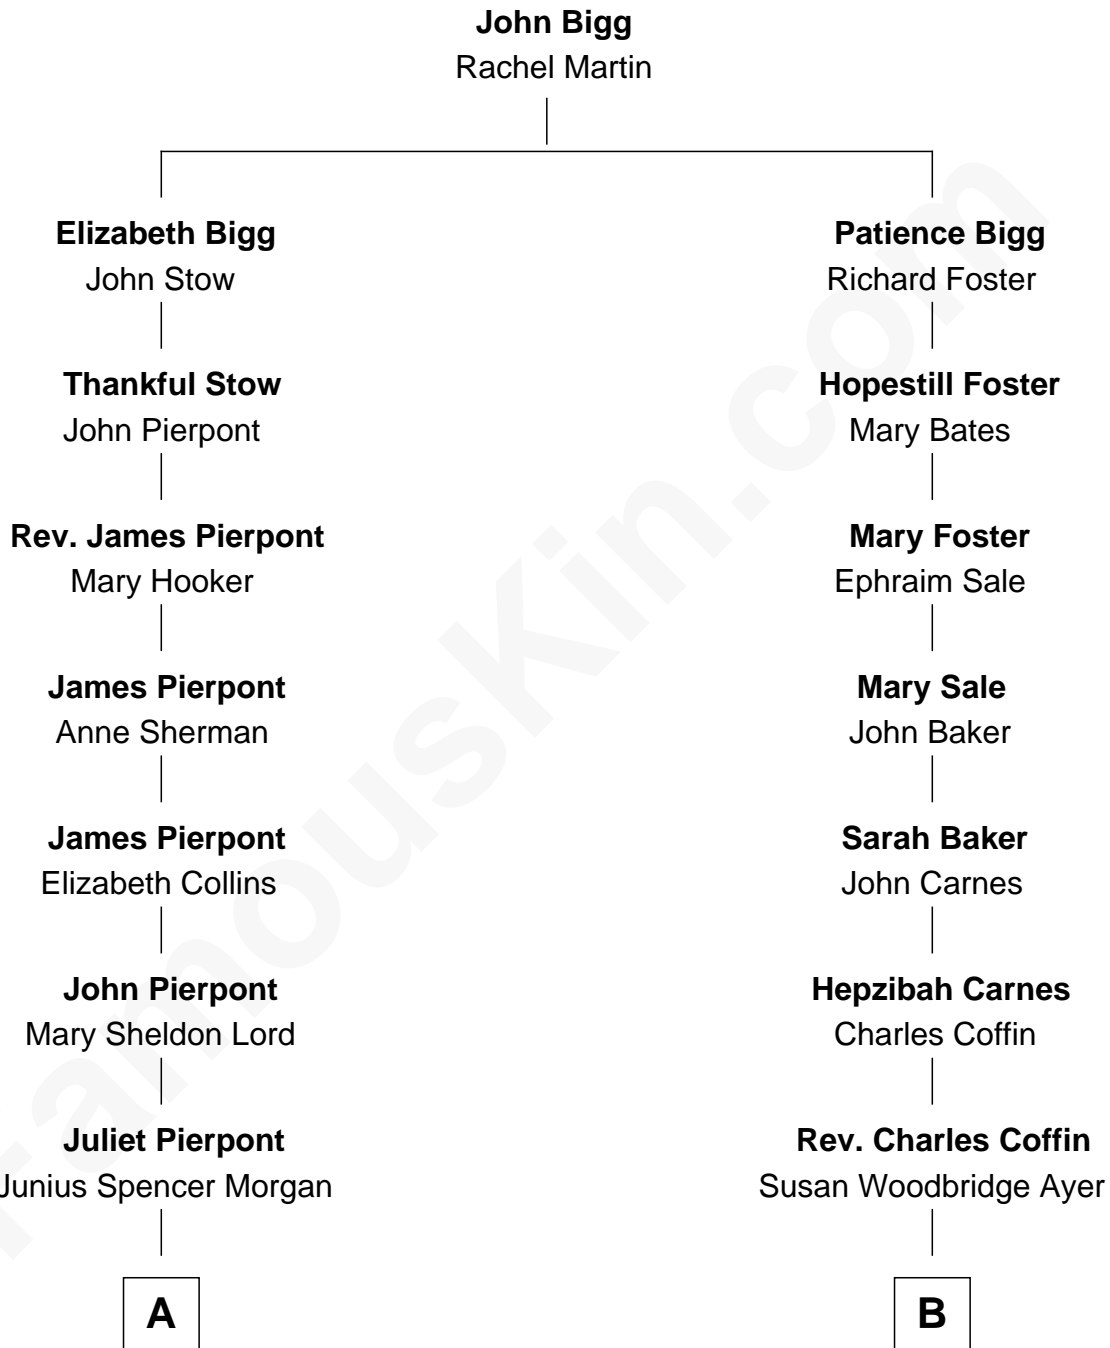 John Bigg
Rachel Martin
Elizabeth Bigg
John Stow
Patience Bigg
Richard Foster
Thankful Stow
John Pierpont
Hopestill Foster
Mary Bates
Rev. James Pierpont
Mary Hooker
Mary Foster
Ephraim Sale
James Pierpont
Anne Sherman
Mary Sale
John Baker
James Pierpont
Elizabeth Collins
Sarah Baker
John Carnes
John Pierpont
Mary Sheldon Lord
Hepzibah Carnes
Charles Coffin
Juliet Pierpont
Junius Spencer Morgan
Rev. Charles Coffin
Susan Woodbridge Ayer
A
B
FamousKin.com